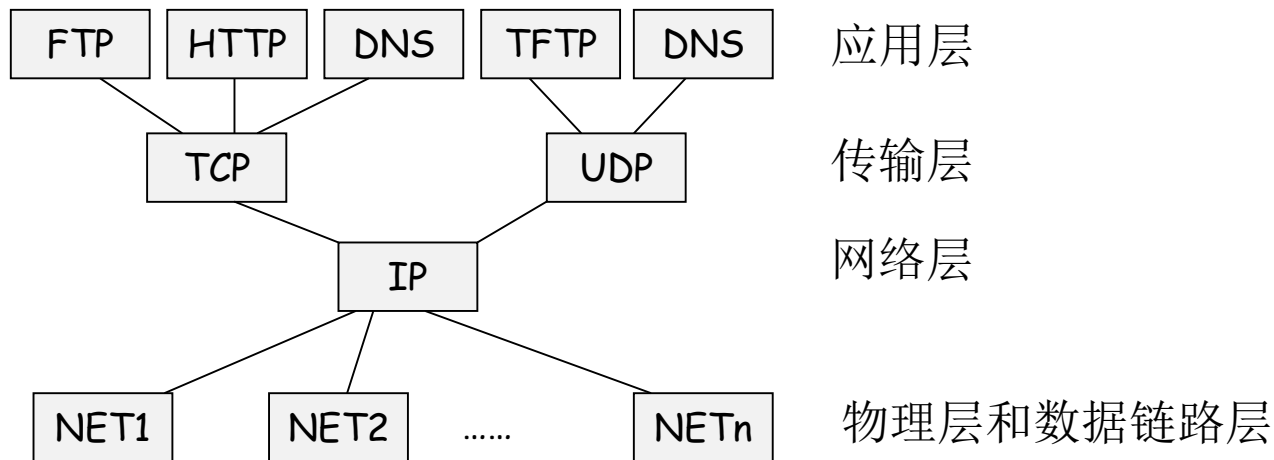 FTP HTTP DNS TFTP DNS 应用层
TCP UDP 传输层
IP 网络层
NET1 NET2 …… NETn 物理层和数据链路层